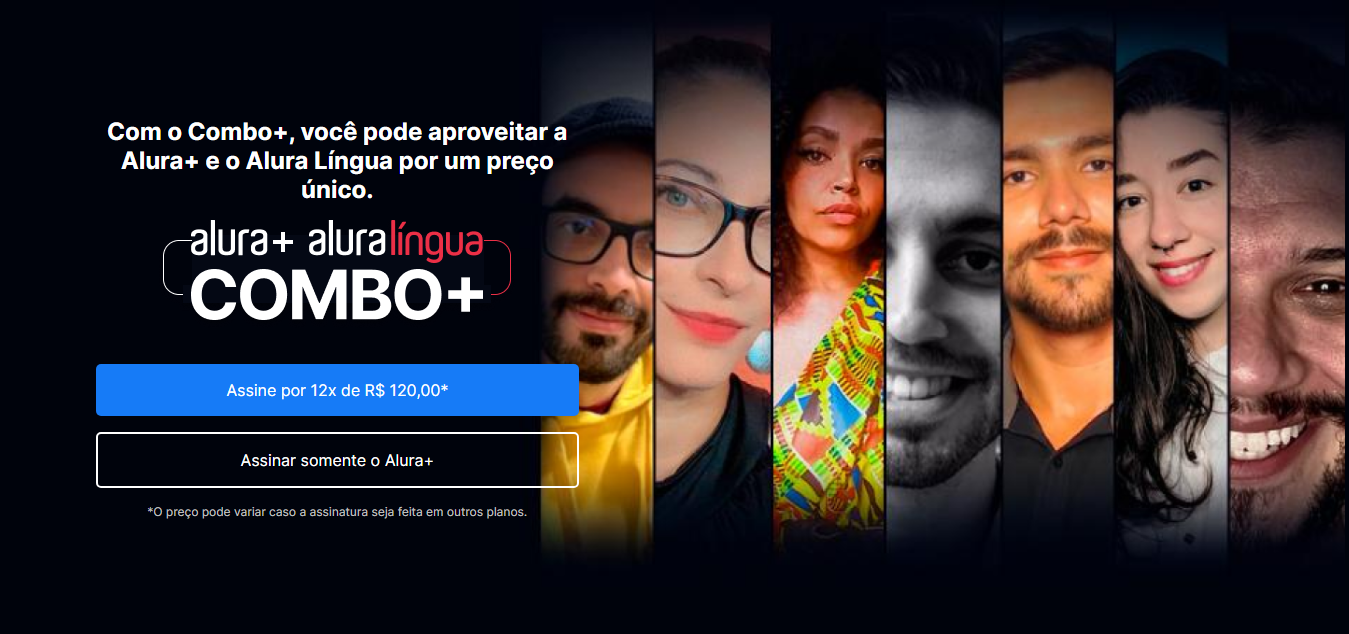 Com o Combo+, você pode aproveitar a
Alura+ e o Alura Língua por um preço
único.
alura+ aluralíngua
COMBO+
Assine por 12x de R$ 120,00*
Assinar somente o Alura+
*O preço pode variar caso a assinatura seja feita em outros planos.